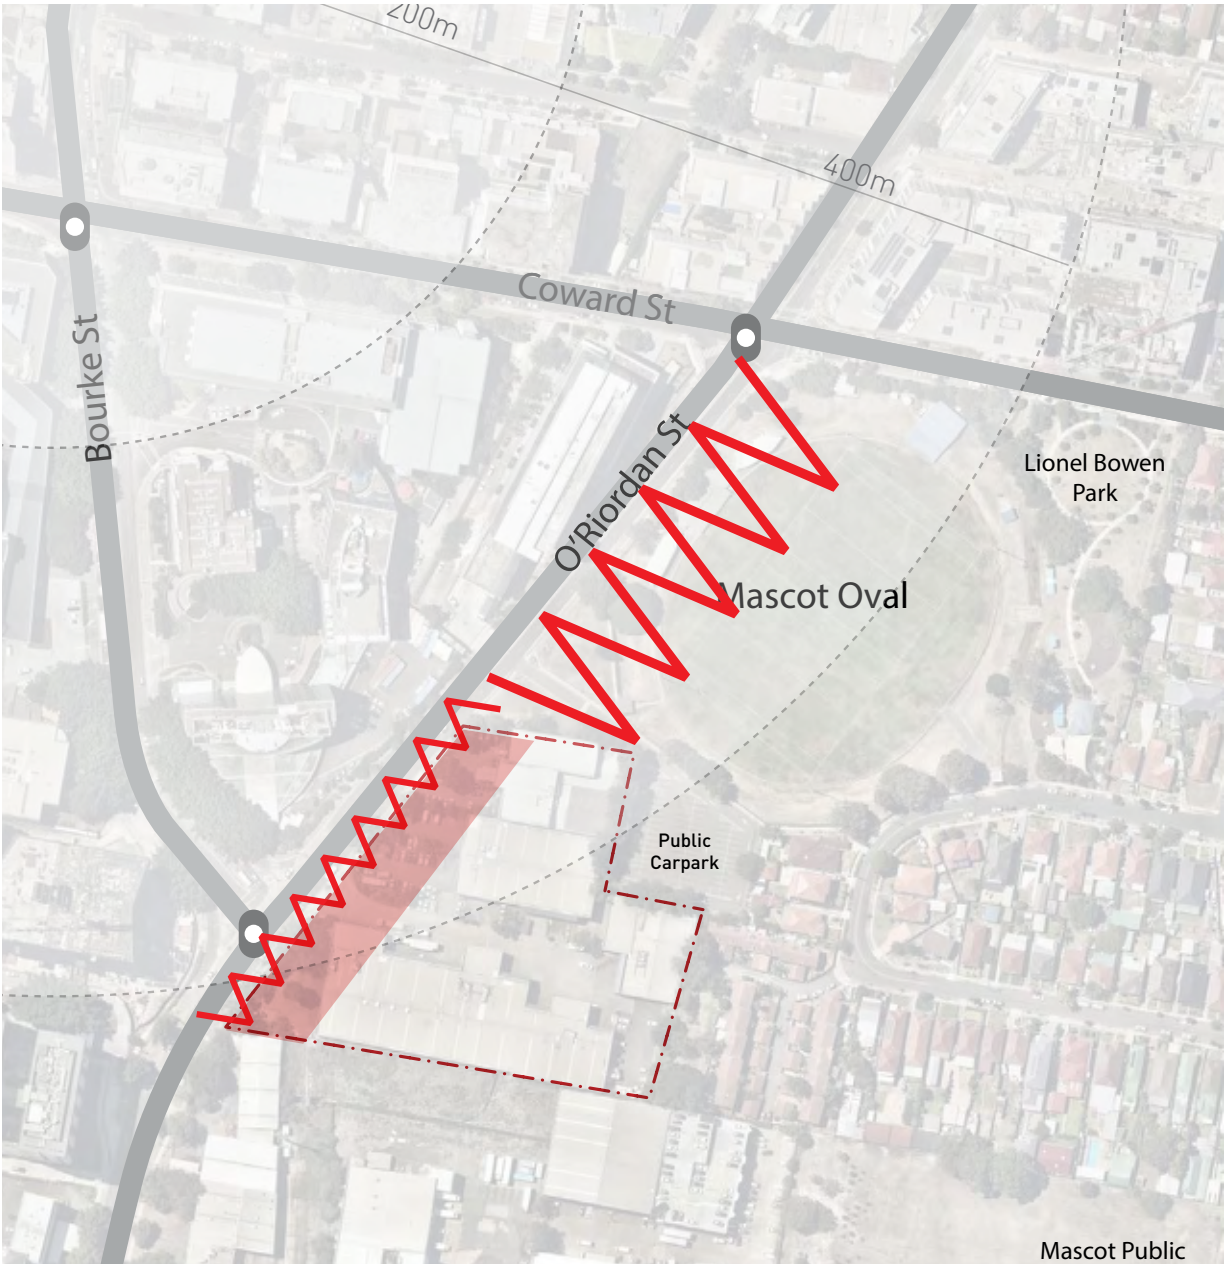 200m
400m
Coward St
Bourke St
O'Riordan St
Lionel Bowen
Park
Mascot Oval
Public
Carpark
Mascot Public